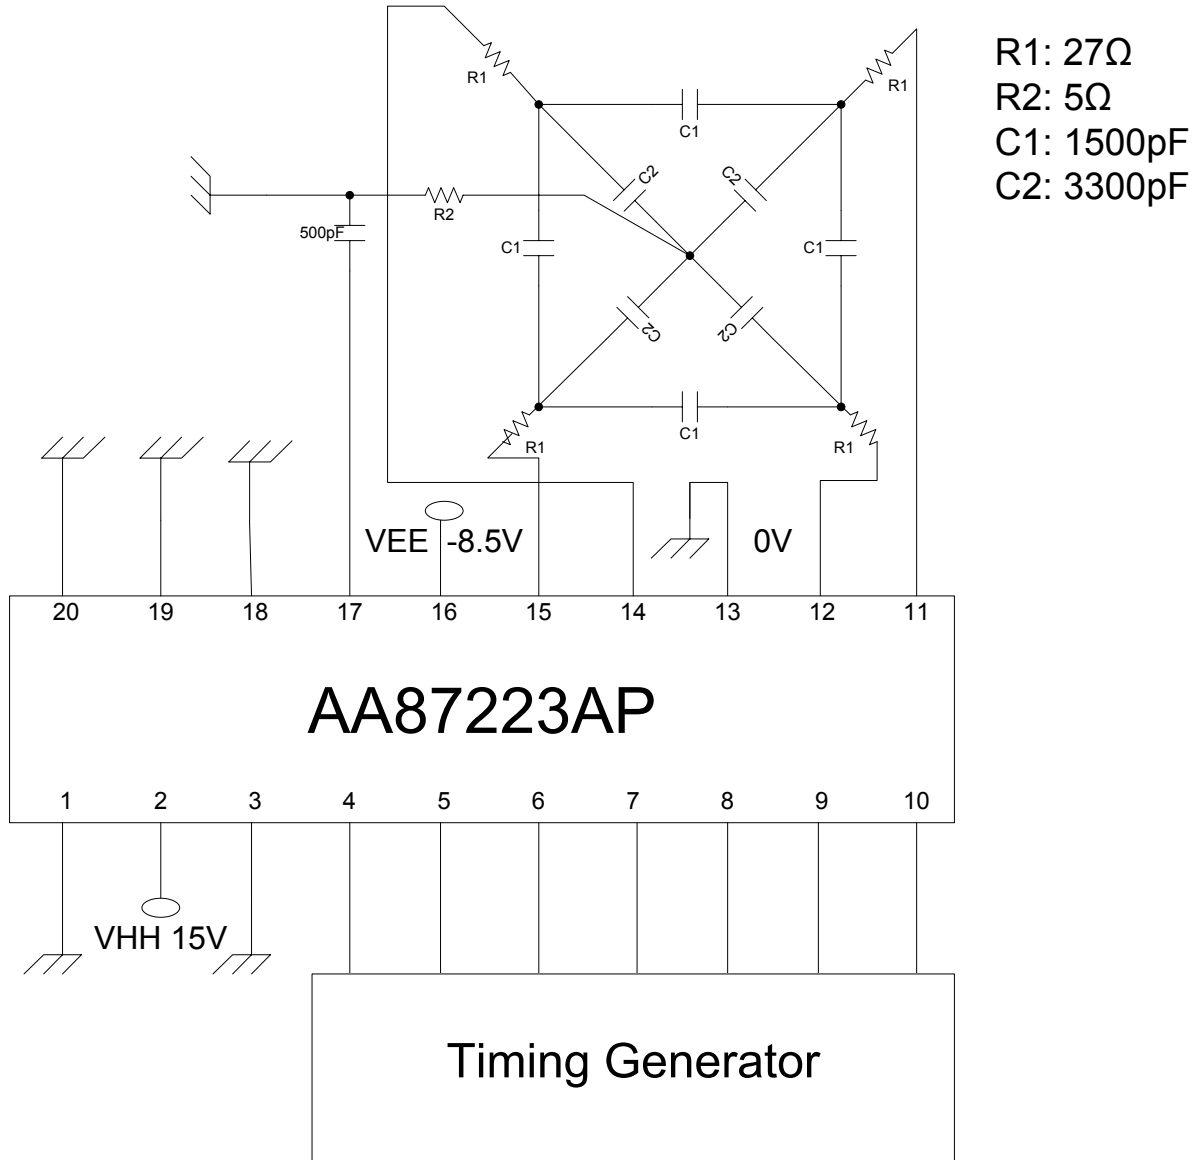 R1: 27Ω
R2: 5Ω
C1: 1500pF
C2: 3300pF
R1
R1
C1
C2
C2
R2
500pF
C1
C1
C2
C2
C1
R1
R1
VEE -8.5V
0V
20 19 18 17 16 15 14 13 12 11
AA87223AP
1 2 3 4 5 6 7 8 9 10
VHH 15V
Timing Generator